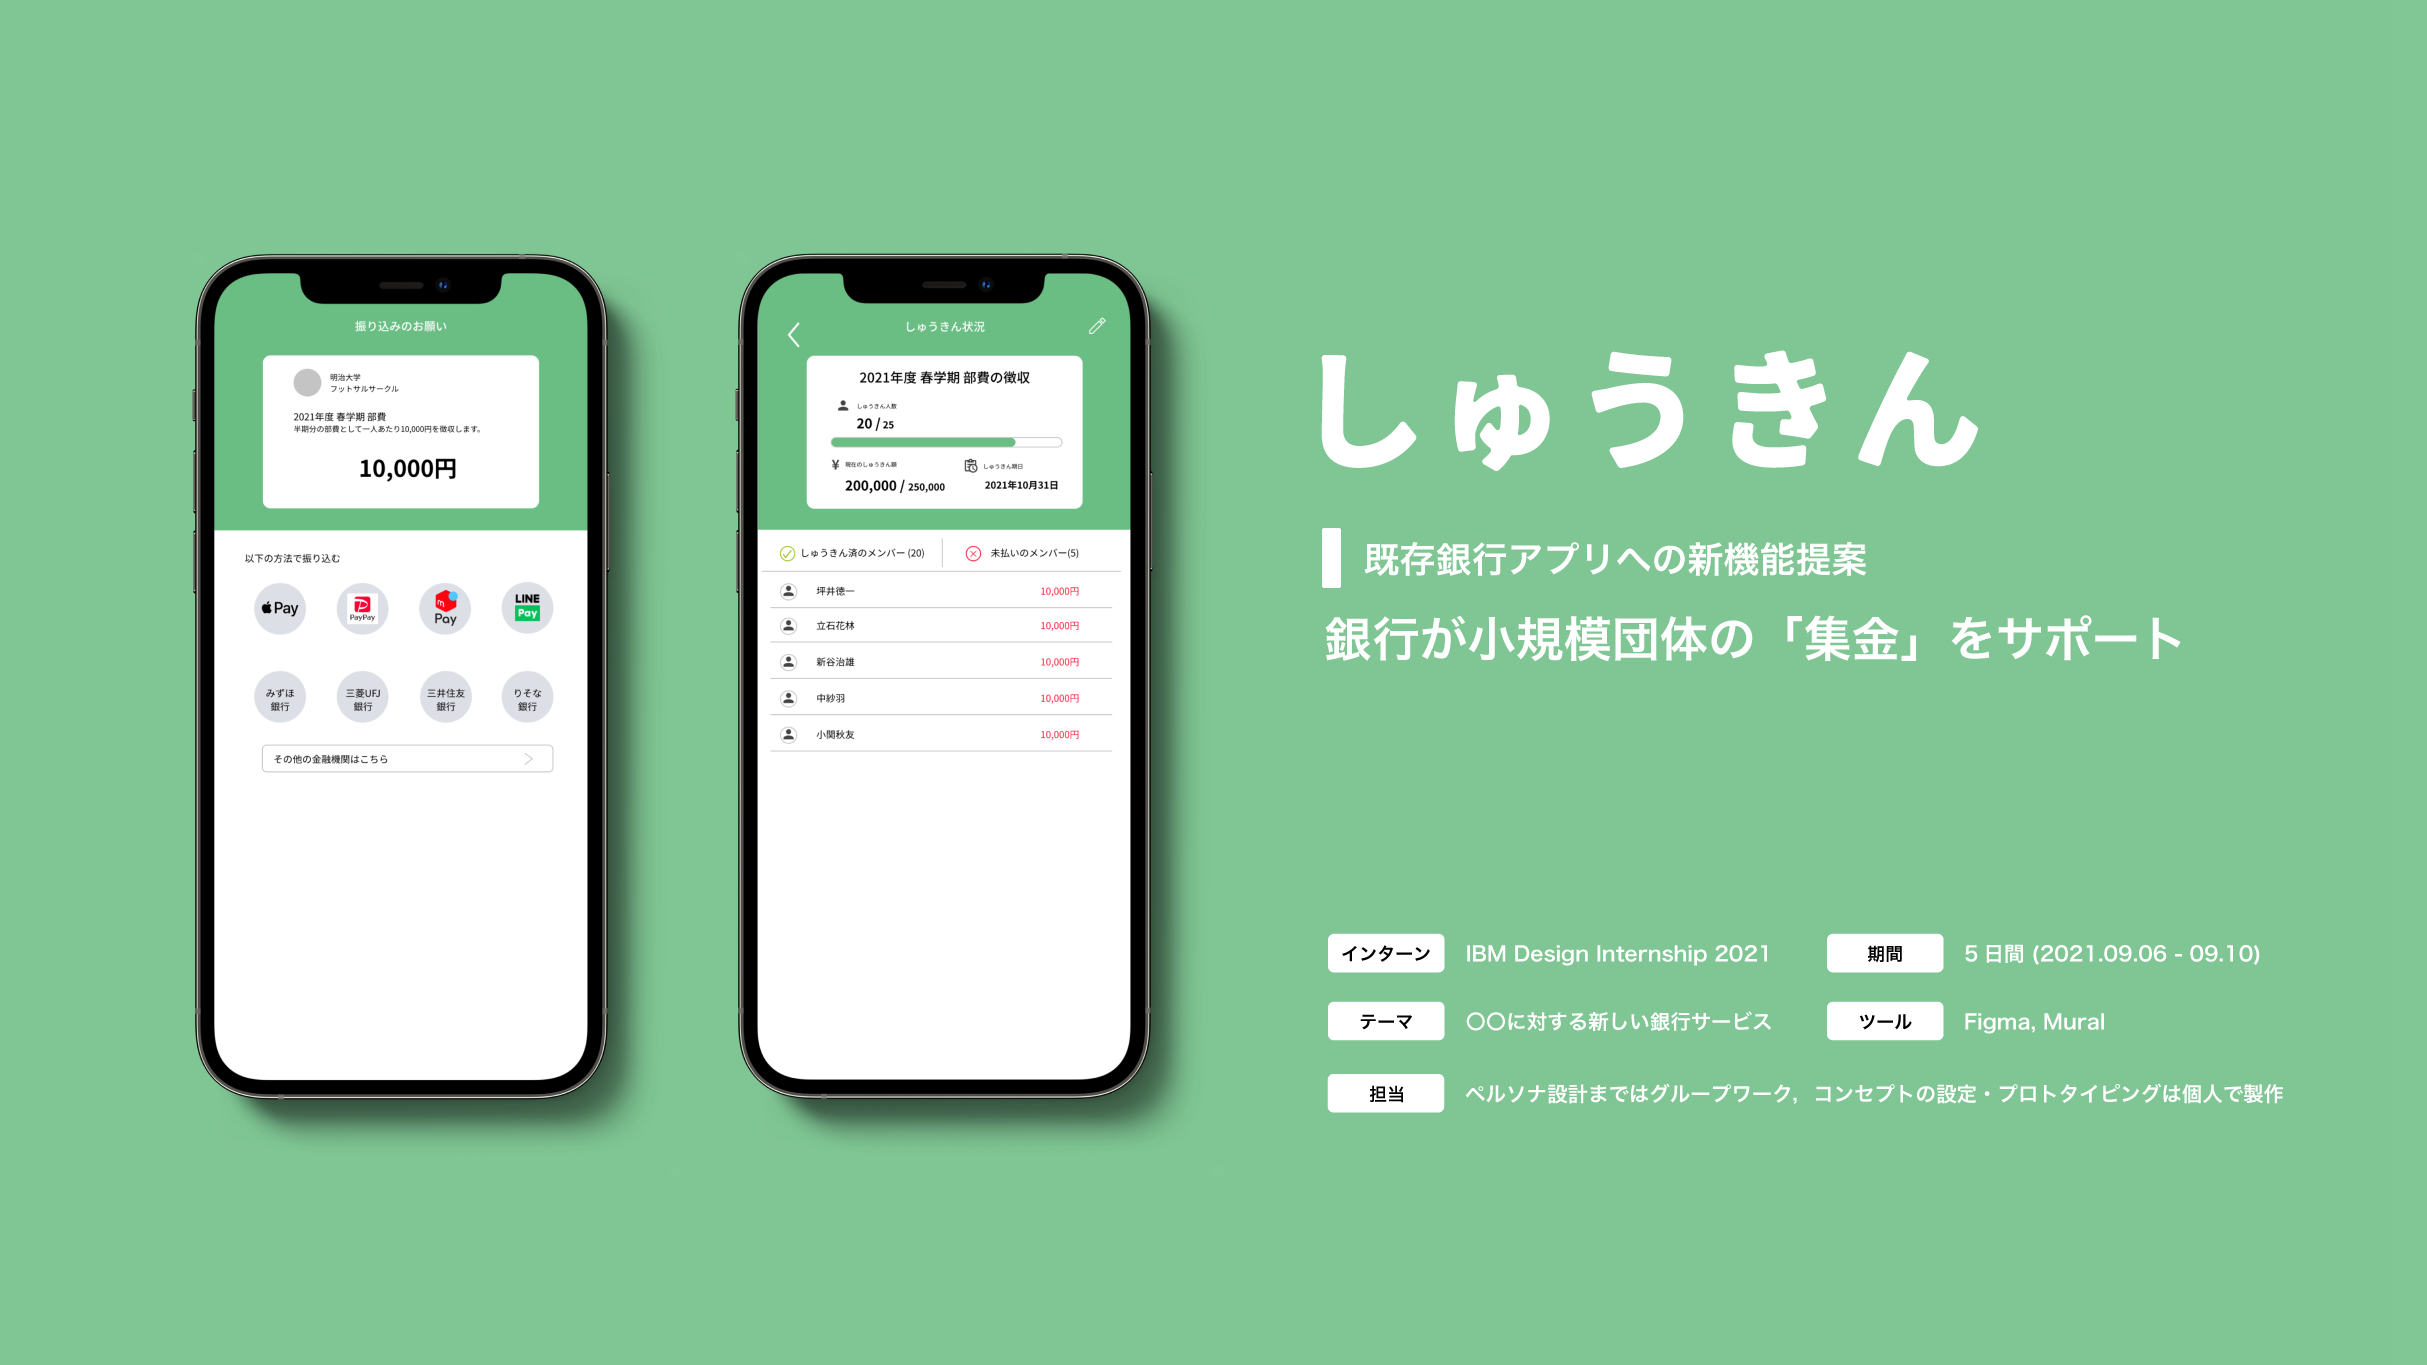 振り込みのお願い
明治大学
フットサルサークル
2021年度 春学期 部費
半期分の部費として一人あたり10,000円を徴収します。
10,000円
以下の方法で振り込む
Pay
PayPay
m Pay
LINE Pay
みずほ銀行
三菱UFJ銀行
三井住友銀行
りそな銀行
その他の金融機関はこちら
しゅうきん状況
2021年度 春学期 部費の徴収
しゅうきん人数
20 / 25
¥ 現在のしゅうきん額
200,000 / 250,000
しゅうきん期日
2021年10月31日
しゅうきん済のメンバー (20)
未払いのメンバー(5)
坪井徳一 10,000円
立石花林 10,000円
新谷治雄 10,000円
中紗羽 10,000円
小関秋友 10,000円
しゅうきん
既存銀行アプリへの新機能提案
銀行が小規模団体の「集金」をサポート
インターン IBM Design Internship 2021
期間 5 日間 (2021.09.06 - 09.10)
テーマ 〇〇に対する新しい銀行サービス
ツール Figma, Mural
担当 ペルソナ設計まではグループワーク，コンセプトの設定・プロトタイピングは個人で製作